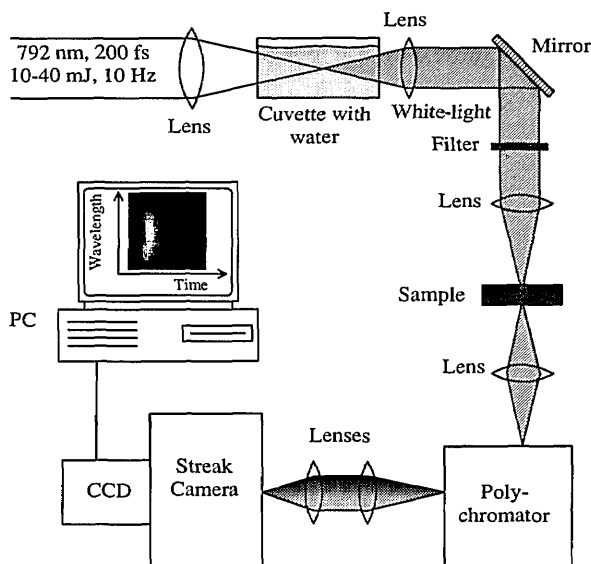 792 nm, 200 fs
10-40 mJ, 10 Hz
Lens
Cuvette with
water
Lens
White-light
Mirror
Filter
Lens
Sample
Lens
Wavelength
Time
PC
CCD
Streak
Camera
Lenses
Poly-
chromator